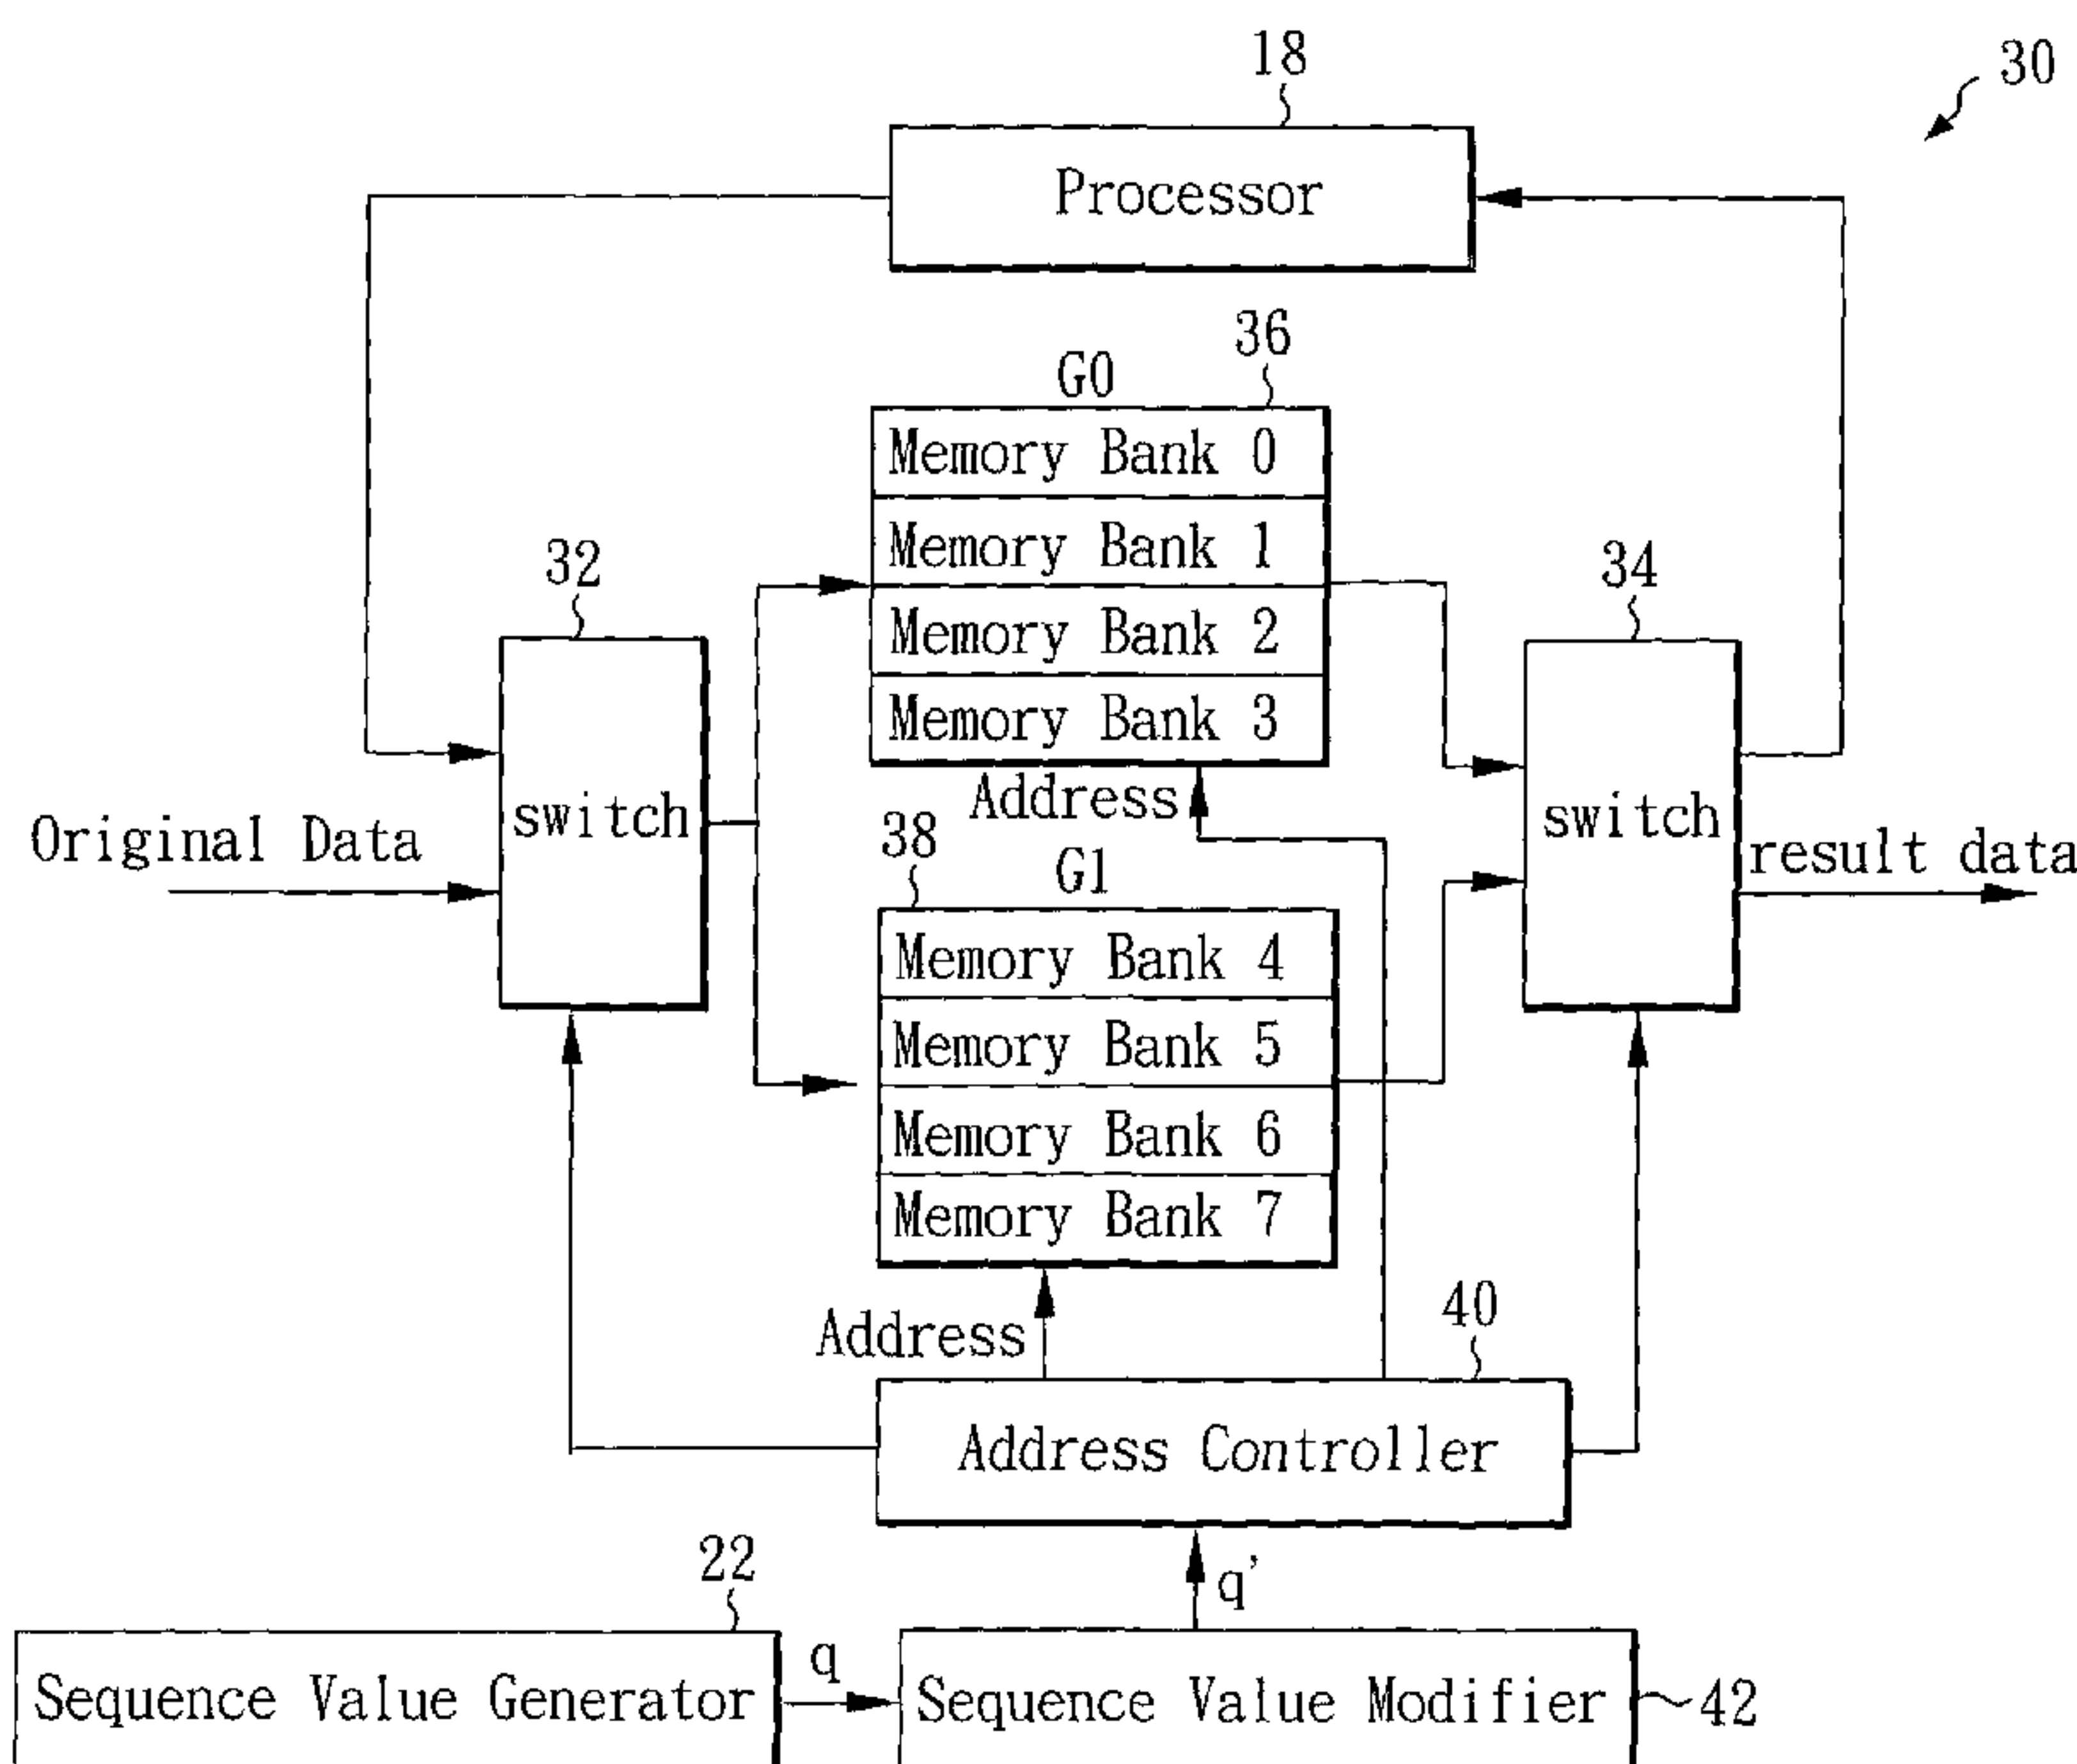 18
30
Processor
36
G0
Memory Bank 0
Memory Bank 1
Memory Bank 2
Memory Bank 3
32
34
switch
switch
Address
Original Data
result data
38
G1
Memory Bank 4
Memory Bank 5
Memory Bank 6
Memory Bank 7
Address
40
Address Controller
22
q'
q
Sequence Value Generator
Sequence Value Modifier
42